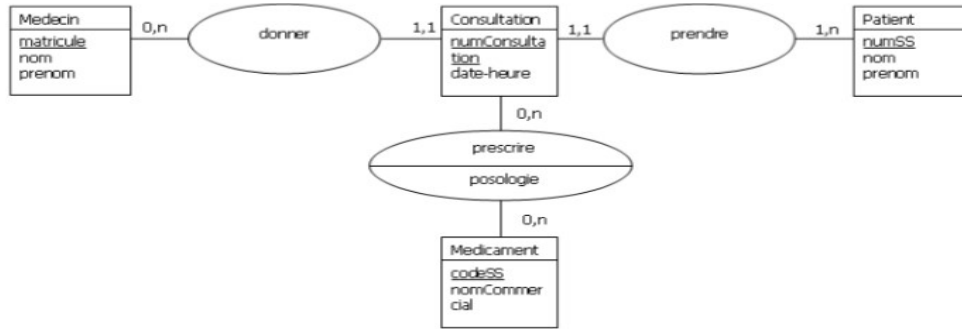 Medecin
matricule
nom
prenom
0,n
donner
1,1
Consultation
numConsulta
tion
date-heure
1,1
prendre
1,n
Patient
numSS
nom
prenom
0,n
prescrire
posologie
0,n
Medicament
codeSS
nomCommer
cial